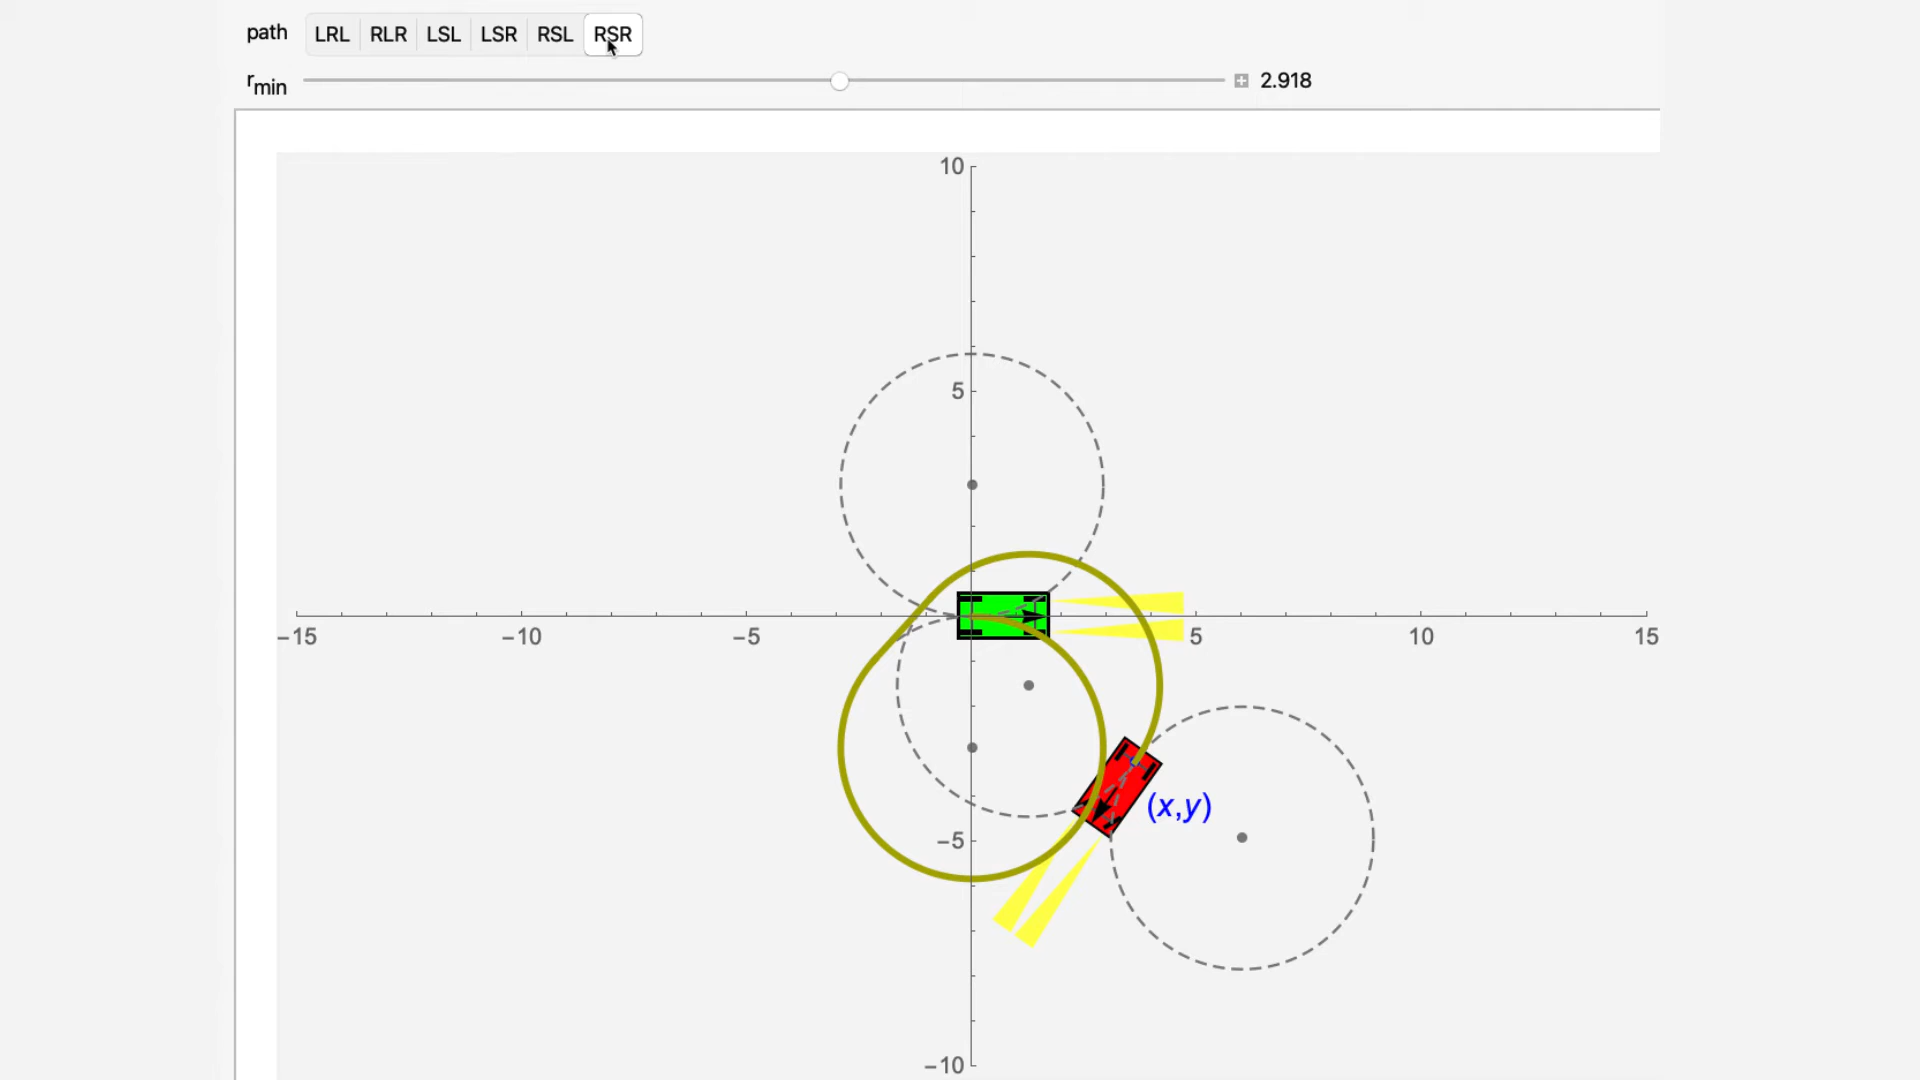 path LRL RLR LSL LSR RSL RSR
rmin 2.918
10
5
−15 −10 −5 5 10 15
(x,y)
−5
−10